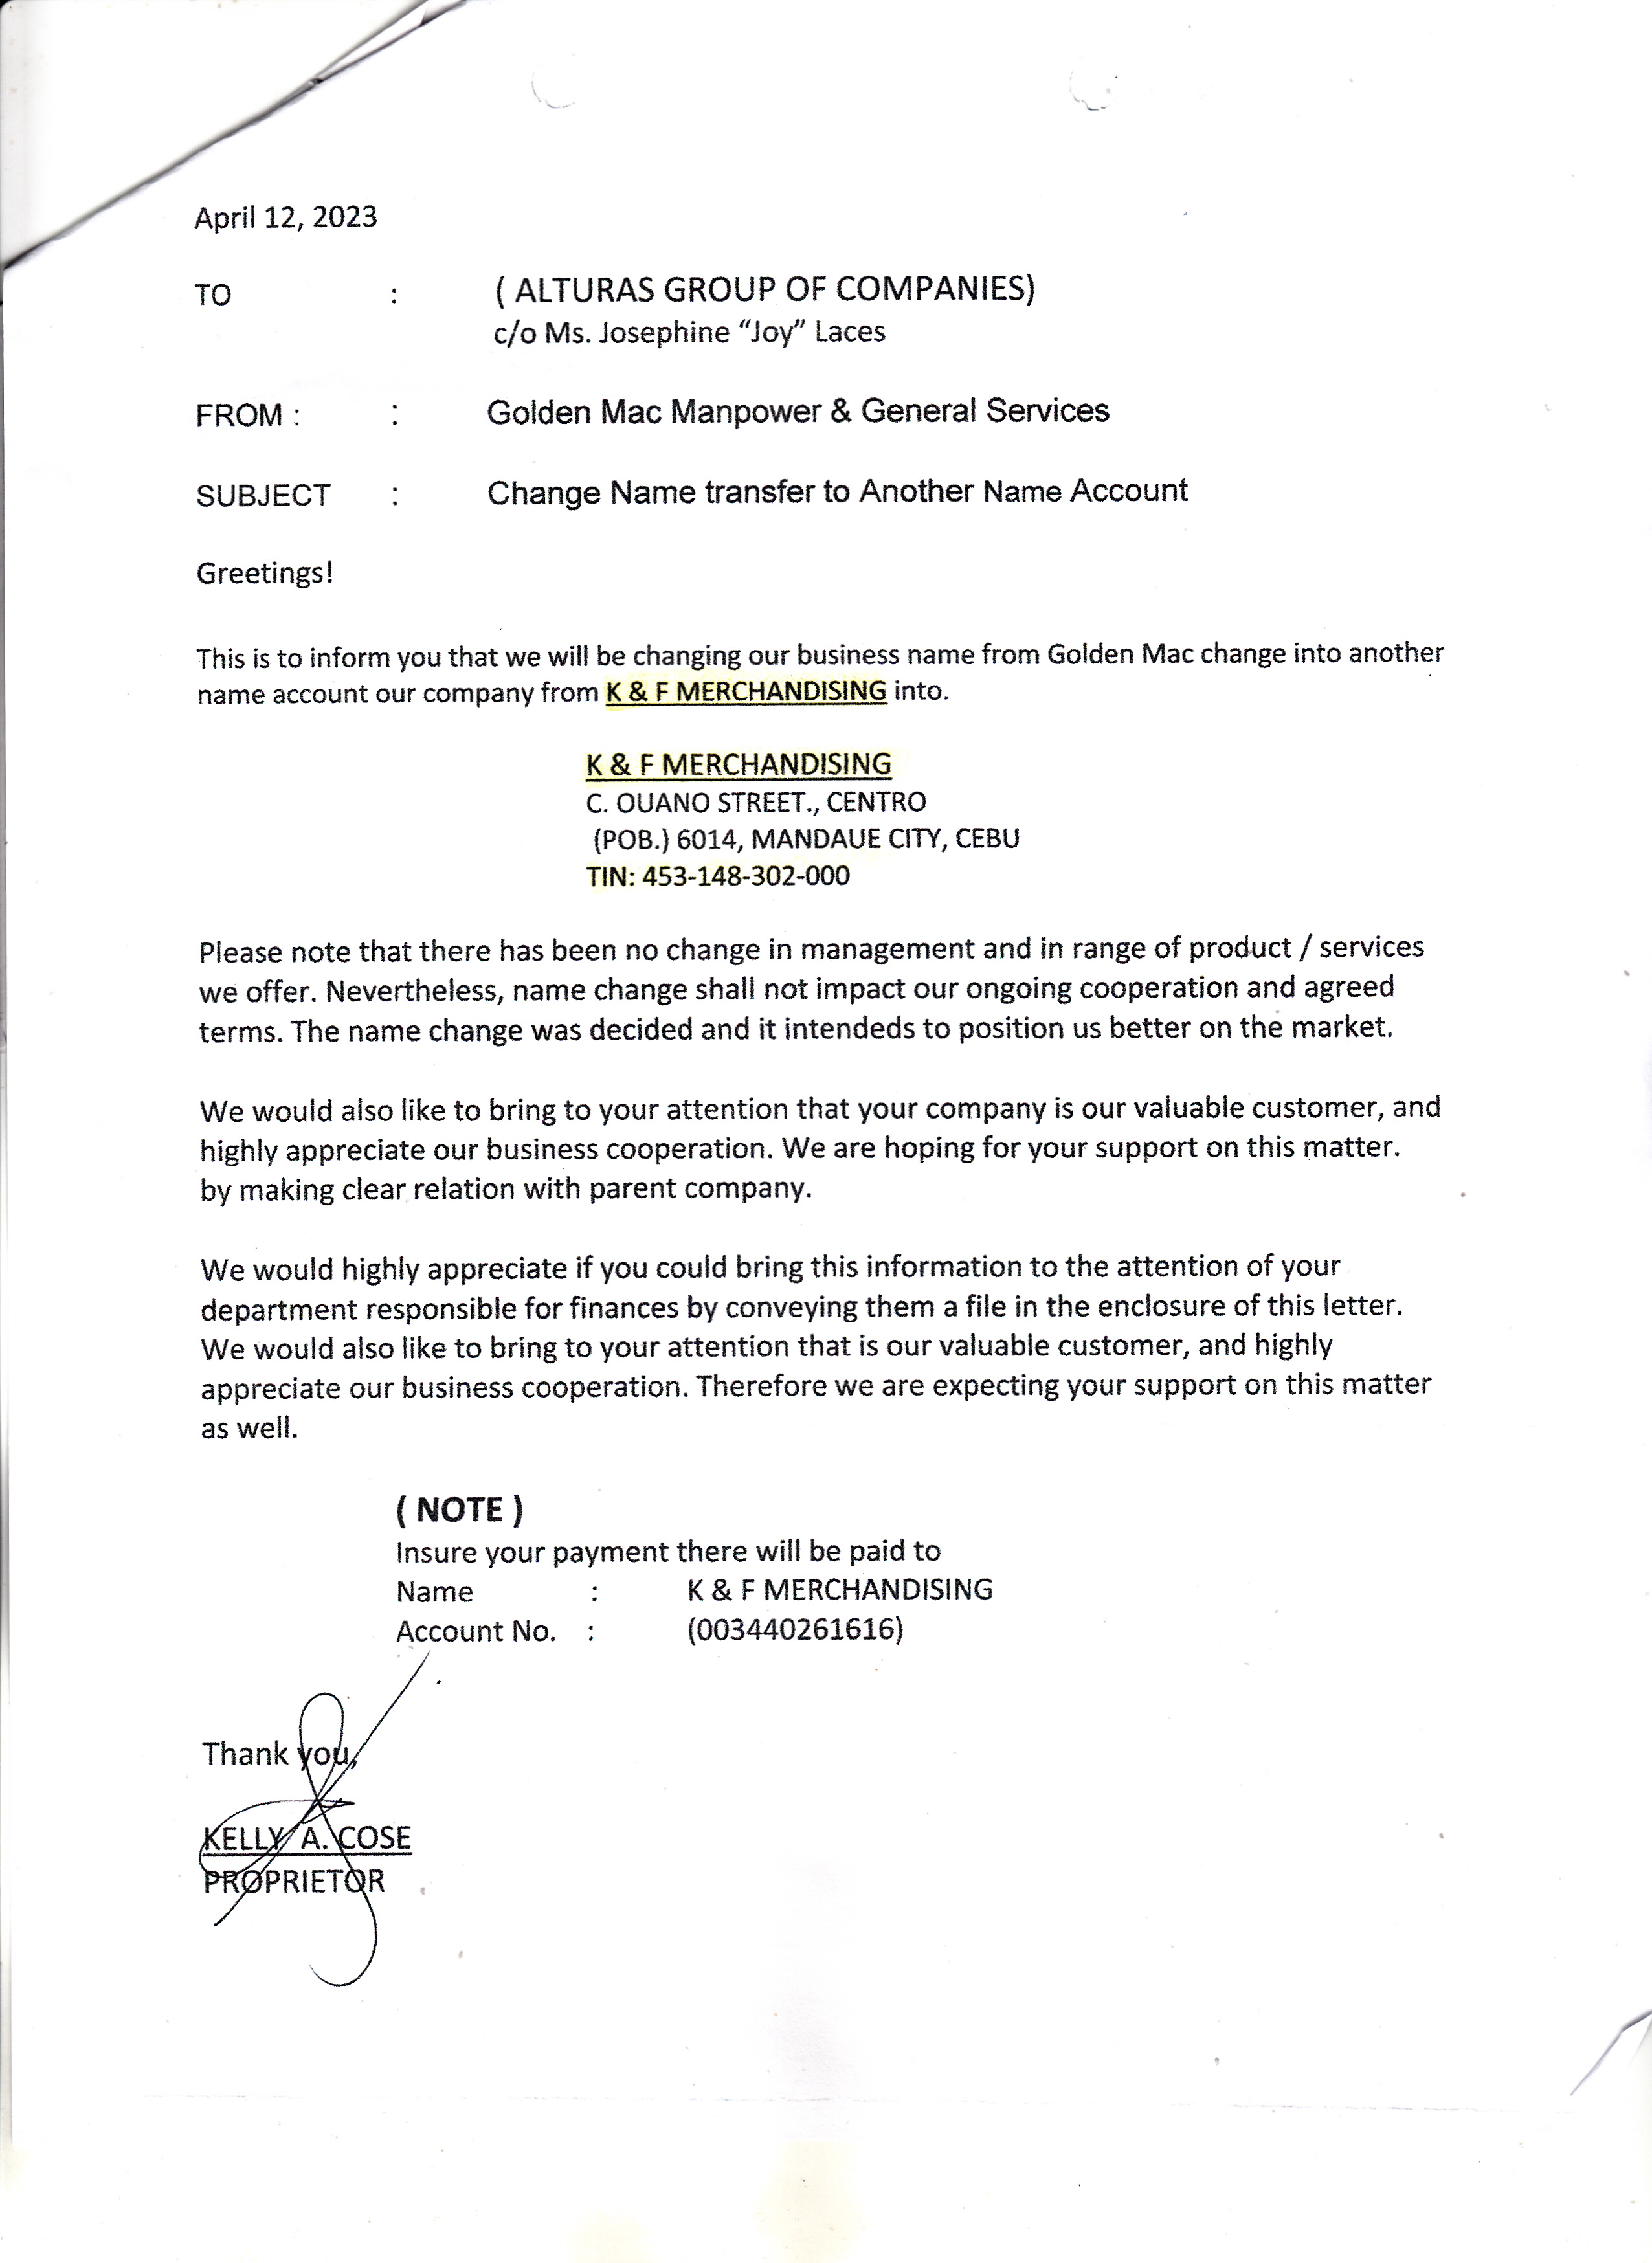 April 12, 2023
TO : ( ALTURAS GROUP OF COMPANIES)
c/o Ms. Josephine “Joy” Laces
FROM : : Golden Mac Manpower & General Services
SUBJECT : Change Name transfer to Another Name Account
Greetings!
This is to inform you that we will be changing our business name from Golden Mac change into another
name account our company from K & F MERCHANDISING into.
K & F MERCHANDISING
C. OUANO STREET., CENTRO
(POB.) 6014, MANDAUE CITY, CEBU
TIN: 453-148-302-000
Please note that there has been no change in management and in range of product / services
we offer. Nevertheless, name change shall not impact our ongoing cooperation and agreed
terms. The name change was decided and it intendeds to position us better on the market.
We would also like to bring to your attention that your company is our valuable customer, and
highly appreciate our business cooperation. We are hoping for your support on this matter.
by making clear relation with parent company.
We would highly appreciate if you could bring this information to the attention of your
department responsible for finances by conveying them a file in the enclosure of this letter.
We would also like to bring to your attention that is our valuable customer, and highly
appreciate our business cooperation. Therefore we are expecting your support on this matter
as well.
( NOTE )
Insure your payment there will be paid to
Name : K & F MERCHANDISING
Account No. : (003440261616)
Thank you,
KELLY A. COSE
PROPRIETOR